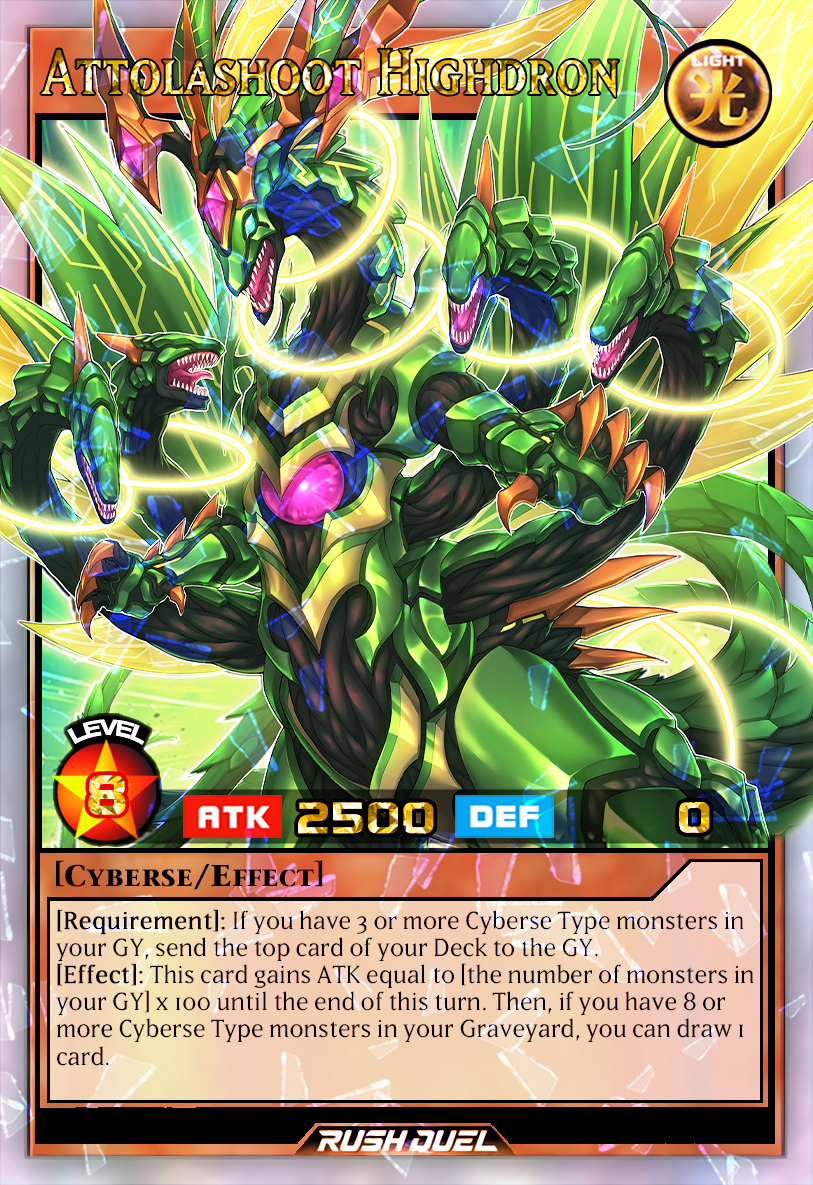 Attolashoot Highdron
LIGHT
光
LEVEL
8
ATK 2500 DEF 0
[Cyberse/Effect]
[Requirement]: If you have 3 or more Cyberse Type monsters in
your GY, send the top card of your Deck to the GY.
[Effect]: This card gains ATK equal to [the number of monsters in
your GY] x 100 until the end of this turn. Then, if you have 8 or
more Cyberse Type monsters in your Graveyard, you can draw 1
card.
RUSH DUEL